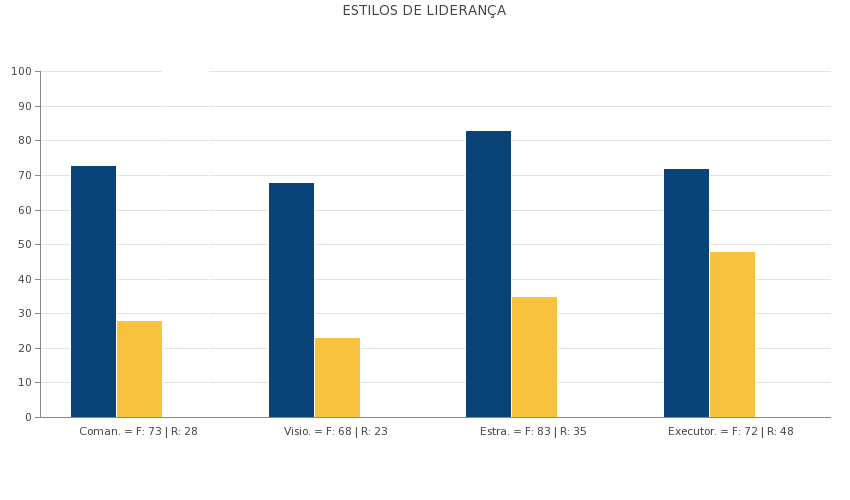 ESTILOS DE LIDERANÇA
100
90
80
70
60
50
40
30
20
10
0
Coman. = F: 73 | R: 28
Visio. = F: 68 | R: 23
Estra. = F: 83 | R: 35
Executor. = F: 72 | R: 48